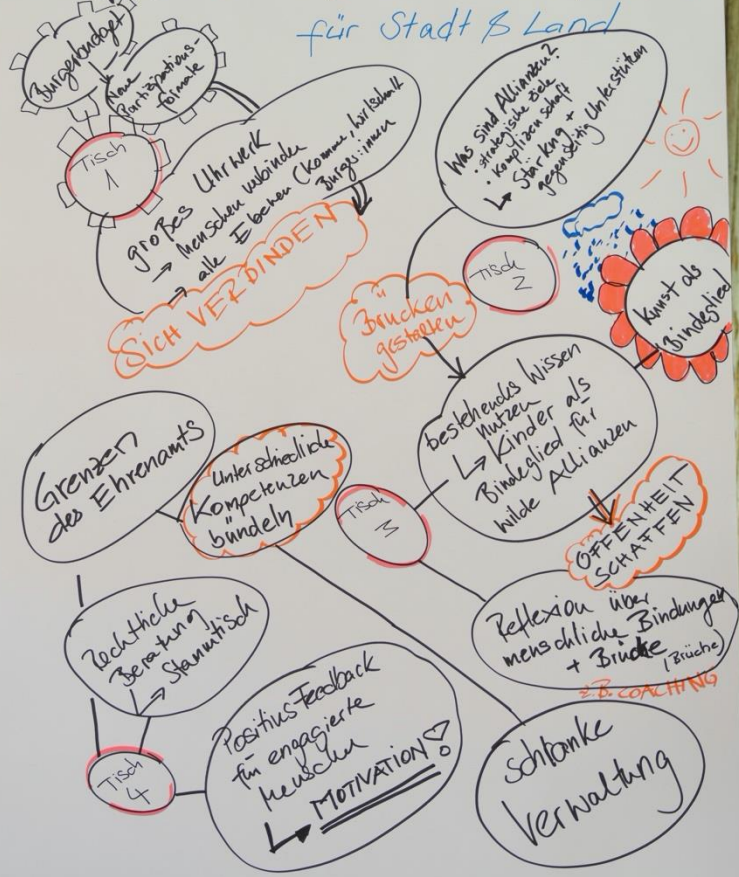 für Stadt & Land
Bürgerbudget
Neue
Partizipations-
formate
Tisch
1
großes Uhrwerk
→ Menschen verbinden
→ alle Ebenen (Kommune, Wirtschaft
Bürger:innen
SICH VERBINDEN
Was sind Allianzen?
· strategische Ziele
· Komplizenschaft
↳ Stärkng +
gegenseitig Unterstützen
Tisch
2
Brücken
gestalten
Kunst als
Bindeglied
bestehendes Wissen
nutzen
↳ Kinder als
Bindeglied für
wilde Allianzen
Tisch
3
OFFENHEIT
SCHAFFEN
Reflexion über
menschliche Bindungen
+ Brücke (Brüche)
z.B. COACHING
Grenzen
des Ehrenamts
Unterschiedliche
Kompetenzen
bündeln
Rechtliche
Beratung
↳ Stammtisch
Tisch
4
Positives Feedback
für engagierte
Menschen
↳ MOTIVATION!
schlanke
Verwaltung